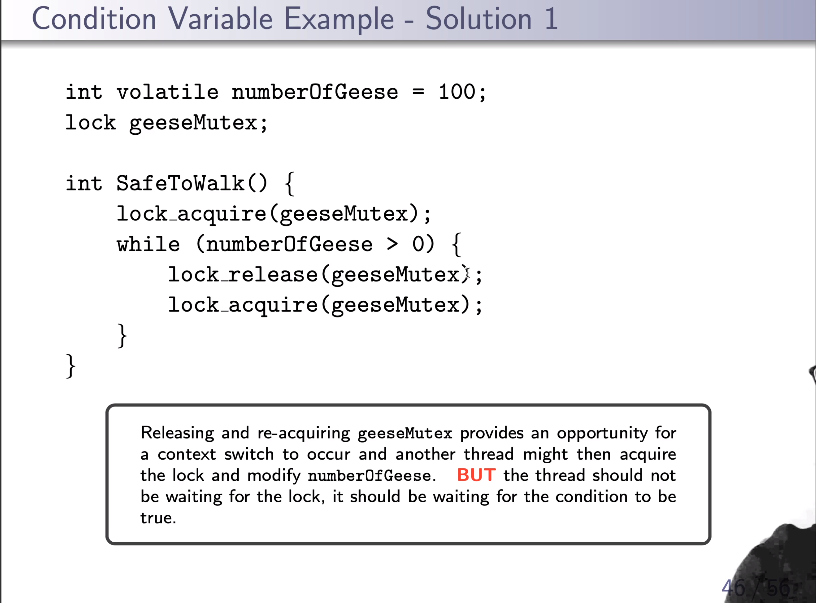 Condition Variable Example - Solution 1
int volatile numberOfGeese = 100;
lock geeseMutex;
int SafeToWalk() {
lock_acquire(geeseMutex);
while (numberOfGeese > 0) {
lock_release(geeseMutex);
lock_acquire(geeseMutex);
}
}
Releasing and re-acquiring geeseMutex provides an opportunity for
a context switch to occur and another thread might then acquire
the lock and modify numberOfGeese. BUT the thread should not
be waiting for the lock, it should be waiting for the condition to be
true.
46 / 56